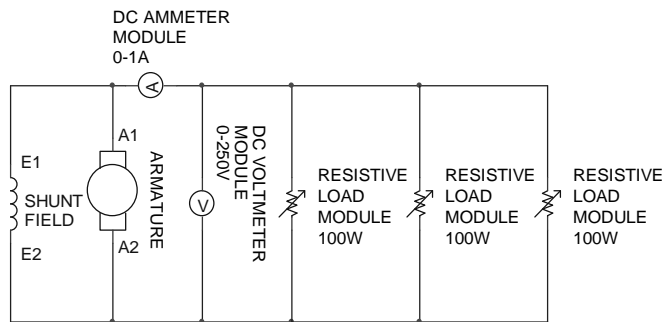 DC AMMETER
MODULE
0-1A
A
E1
SHUNT
FIELD
E2
A1
A2
ARMATURE
V
DC VOLTMETER
MODULE
0-250V
RESISTIVE
LOAD
MODULE
100W
RESISTIVE
LOAD
MODULE
100W
RESISTIVE
LOAD
MODULE
100W